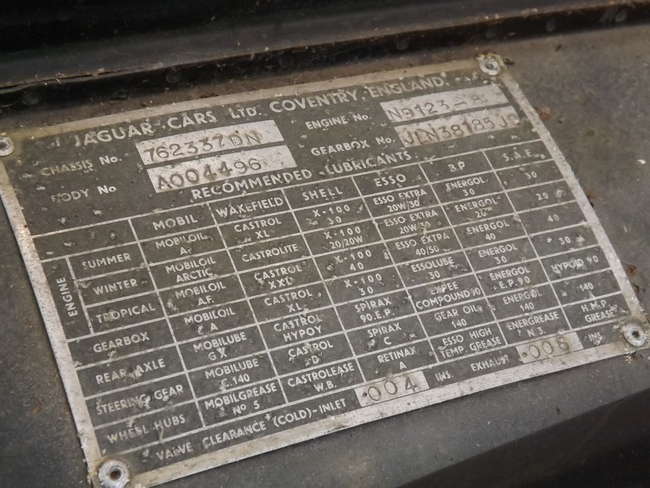 JAGUAR CARS LTD. COVENTRY, ENGLAND.
CHASSIS No. 762337DN ENGINE No. N9123-8
BODY No A004496 GEARBOX No.
RECOMMENDED LUBRICANTS
MOBIL WAKEFIELD SHELL ESSO B.P. S.A.E.
ENGINE
SUMMER MOBILOIL A. CASTROL XL X-100 30 ESSO EXTRA 20W/30 ENERGOL 30 30
WINTER MOBILOIL ARCTIC CASTROLITE X-100 20/20W ESSO EXTRA 20W/30 ENERGOL 20W 20
TROPICAL MOBILOIL A.F. CASTROL XXL X-100 40 ESSO EXTRA 40/50 ENERGOL 40 40
GEARBOX MOBILOIL A CASTROL XL X-100 30 ESSOLUBE 30 ENERGOL 30 30
REAR AXLE MOBILUBE GX CASTROL HYPOY SPIRAX 90 E.P. EXPEE COMPOUND 90 ENERGOL E.P.90 HYPOID 90
STEERING GEAR MOBILUBE C.140 CASTROL D SPIRAX C GEAR OIL 140 ENERGOL 140 140
WHEEL HUBS MOBILGREASE No 5 CASTROLEASE W.B. RETINAX A ESSO HIGH TEMP. GREASE ENERGREASE N.3. H.M.P. GREASE
VALVE CLEARANCE (COLD)-INLET .004 INS. EXHAUST .006 INS.